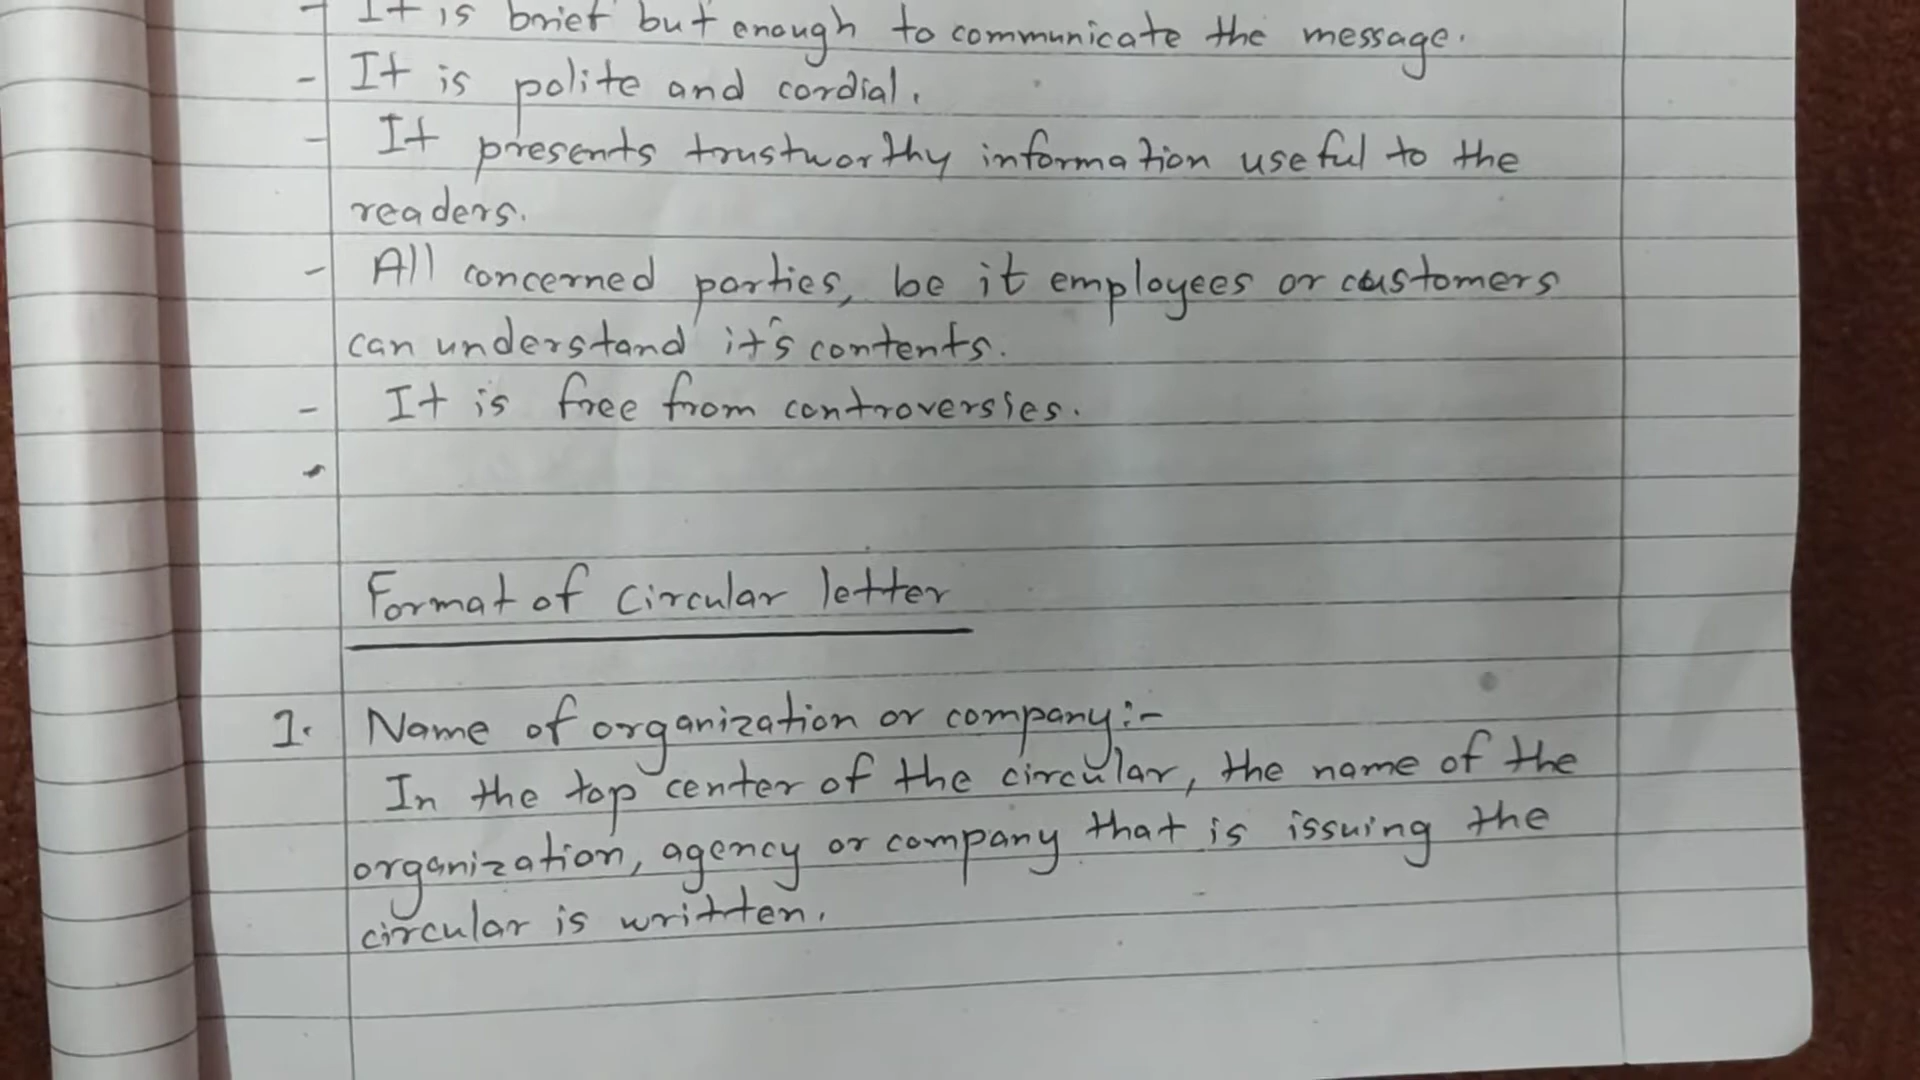 - It is brief but enough to communicate the message.
- It is polite and cordial.
- It presents trustworthy information useful to the
readers.
- All concerned parties, be it employees or customers
can understand it's contents.
- It is free from controversies.
-
Format of circular letter
1. Name of organization or company:-
In the top center of the circular, the name of the
organization, agency or company that is issuing the
circular is written.